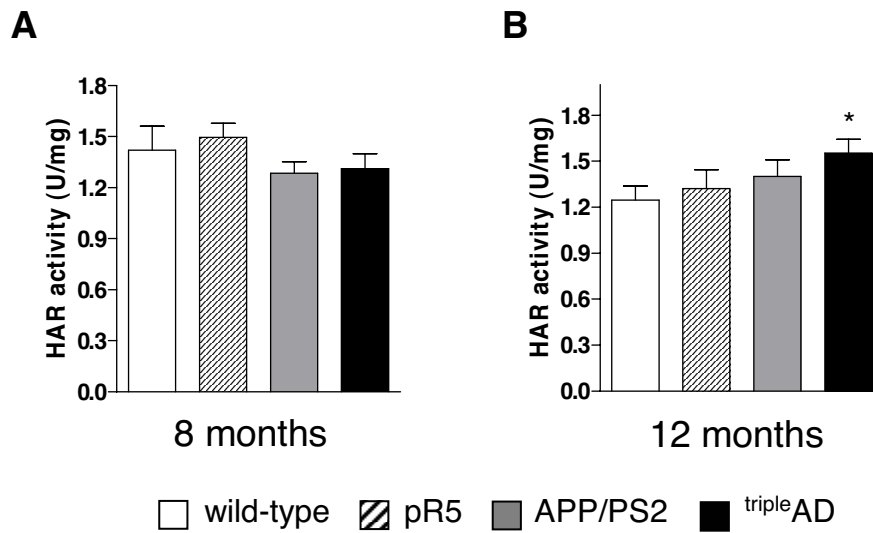 A
HAR activity (U/mg)
1.8
1.5
1.2
0.9
0.6
0.3
0.0
8 months
B
HAR activity (U/mg)
1.8
1.5
1.2
0.9
0.6
0.3
0.0
*
12 months
wild-type pR5 APP/PS2 tripleAD